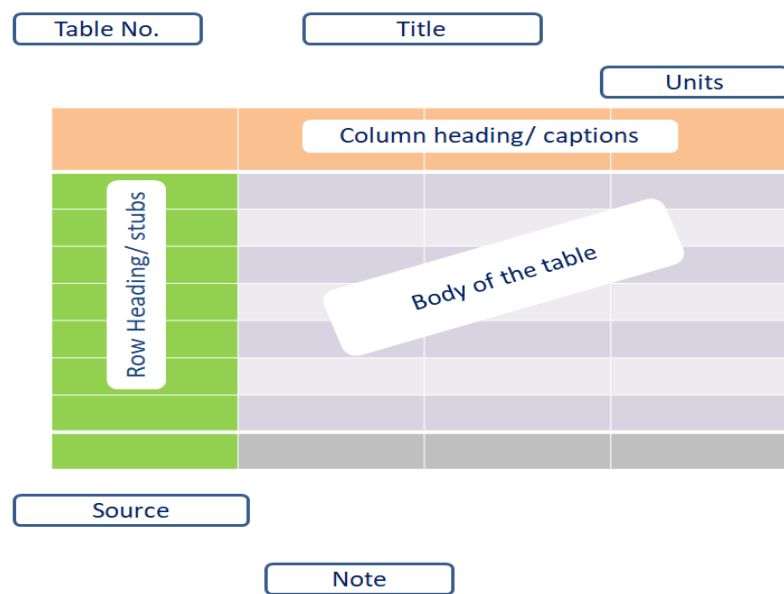 Table No.
Title
Units
Column heading/ captions
Row Heading/ stubs
Body of the table
Source
Note